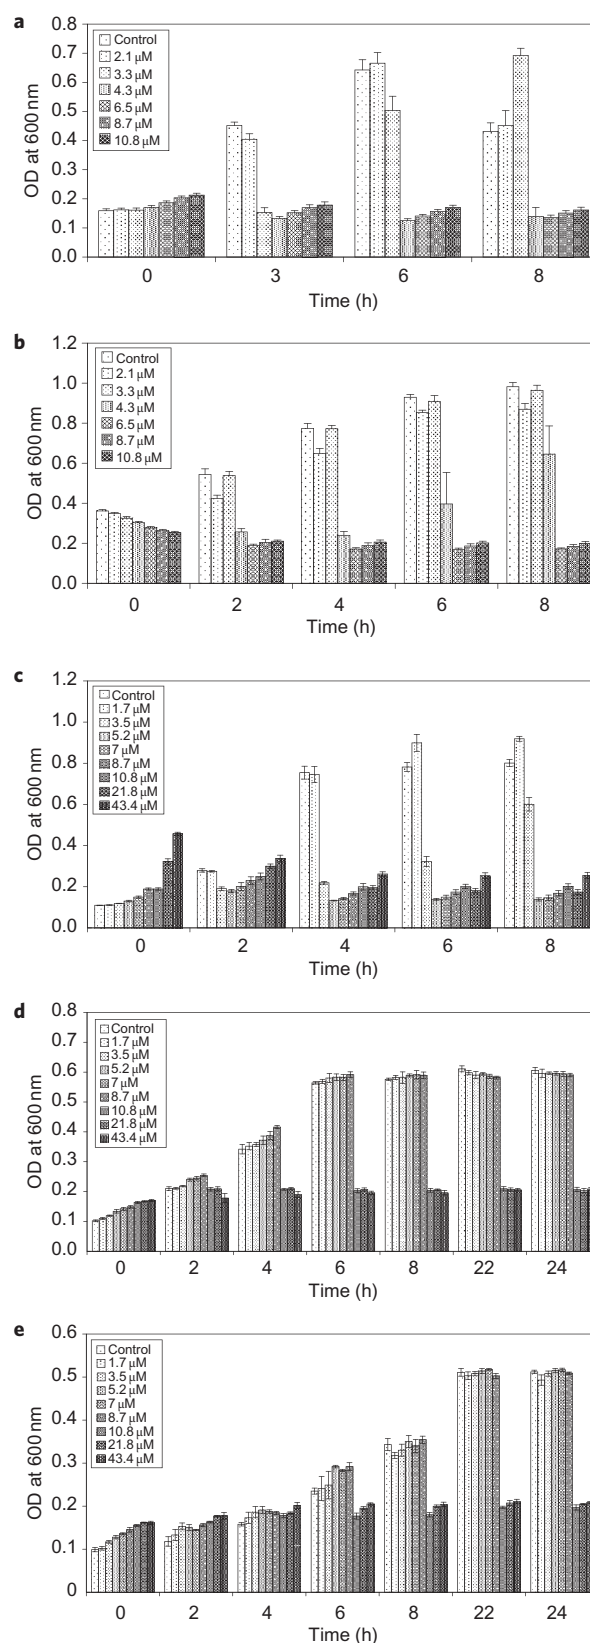 a
0.8
0.7
0.6
0.5
0.4
0.3
0.2
0.1
0.0
OD at 600 nm
Control
2.1 µM
3.3 µM
4.3 µM
6.5 µM
8.7 µM
10.8 µM
0 3 6 8
Time (h)
b
1.2
1.0
0.8
0.6
0.4
0.2
0.0
OD at 600 nm
Control
2.1 µM
3.3 µM
4.3 µM
6.5 µM
8.7 µM
10.8 µM
0 2 4 6 8
Time (h)
c
1.2
1.0
0.8
0.6
0.4
0.2
0.0
OD at 600 nm
Control
1.7 µM
3.5 µM
5.2 µM
7 µM
8.7 µM
10.8 µM
21.8 µM
43.4 µM
0 2 4 6 8
Time (h)
d
0.8
0.7
0.6
0.5
0.4
0.3
0.2
0.1
0.0
OD at 600 nm
Control
1.7 µM
3.5 µM
5.2 µM
7 µM
8.7 µM
10.8 µM
21.8 µM
43.4 µM
0 2 4 6 8 22 24
Time (h)
e
0.6
0.5
0.4
0.3
0.2
0.1
0
OD at 600 nm
Control
1.7 µM
3.5 µM
5.2 µM
7 µM
8.7 µM
10.8 µM
21.8 µM
43.4 µM
0 2 4 6 8 22 24
Time (h)